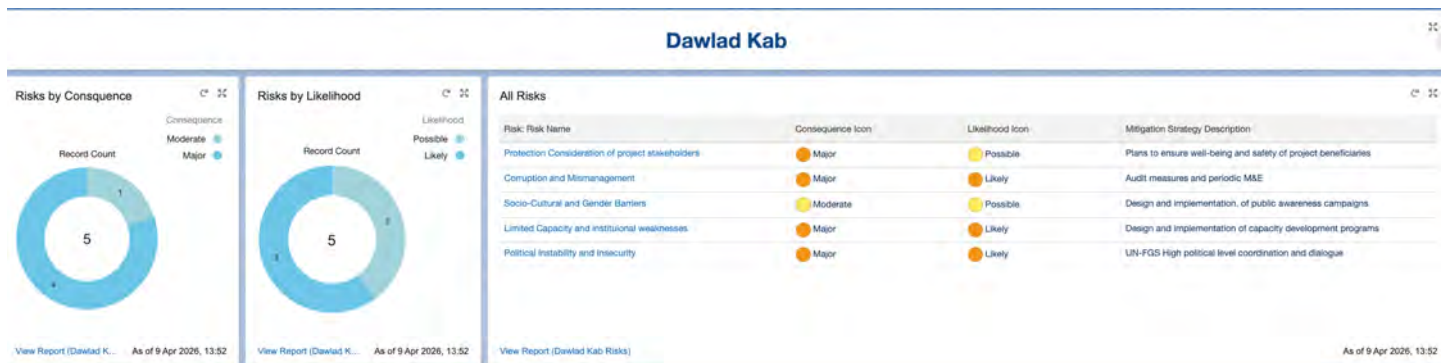 Dawlad Kab
Risks by Consquence
Consequence
Moderate
Major
Record Count
1
5
4
View Report (Dawlad K...
As of 9 Apr 2026, 13:52
Risks by Likelihood
Likelihood
Possible
Likely
Record Count
2
5
3
View Report (Dawlad K...
As of 9 Apr 2026, 13:52
All Risks
Risk: Risk Name Consequence Icon Likelihood Icon Mitigation Strategy Description
Protection Consideration of project stakeholders Major Possible Plans to ensure well-being and safety of project beneficiaries
Corruption and Mismanagement Major Likely Audit measures and periodic M&E
Socio-Cultural and Gender Barriers Moderate Possible Design and implementation, of public awareness campaigns
Limited Capacity and instituional weaknesses Major Likely Design and implementation of capacity development programs
Political Instability and Insecurity Major Likely UN-FGS High political level coordination and dialogue
View Report (Dawlad Kab Risks)
As of 9 Apr 2026, 13:52